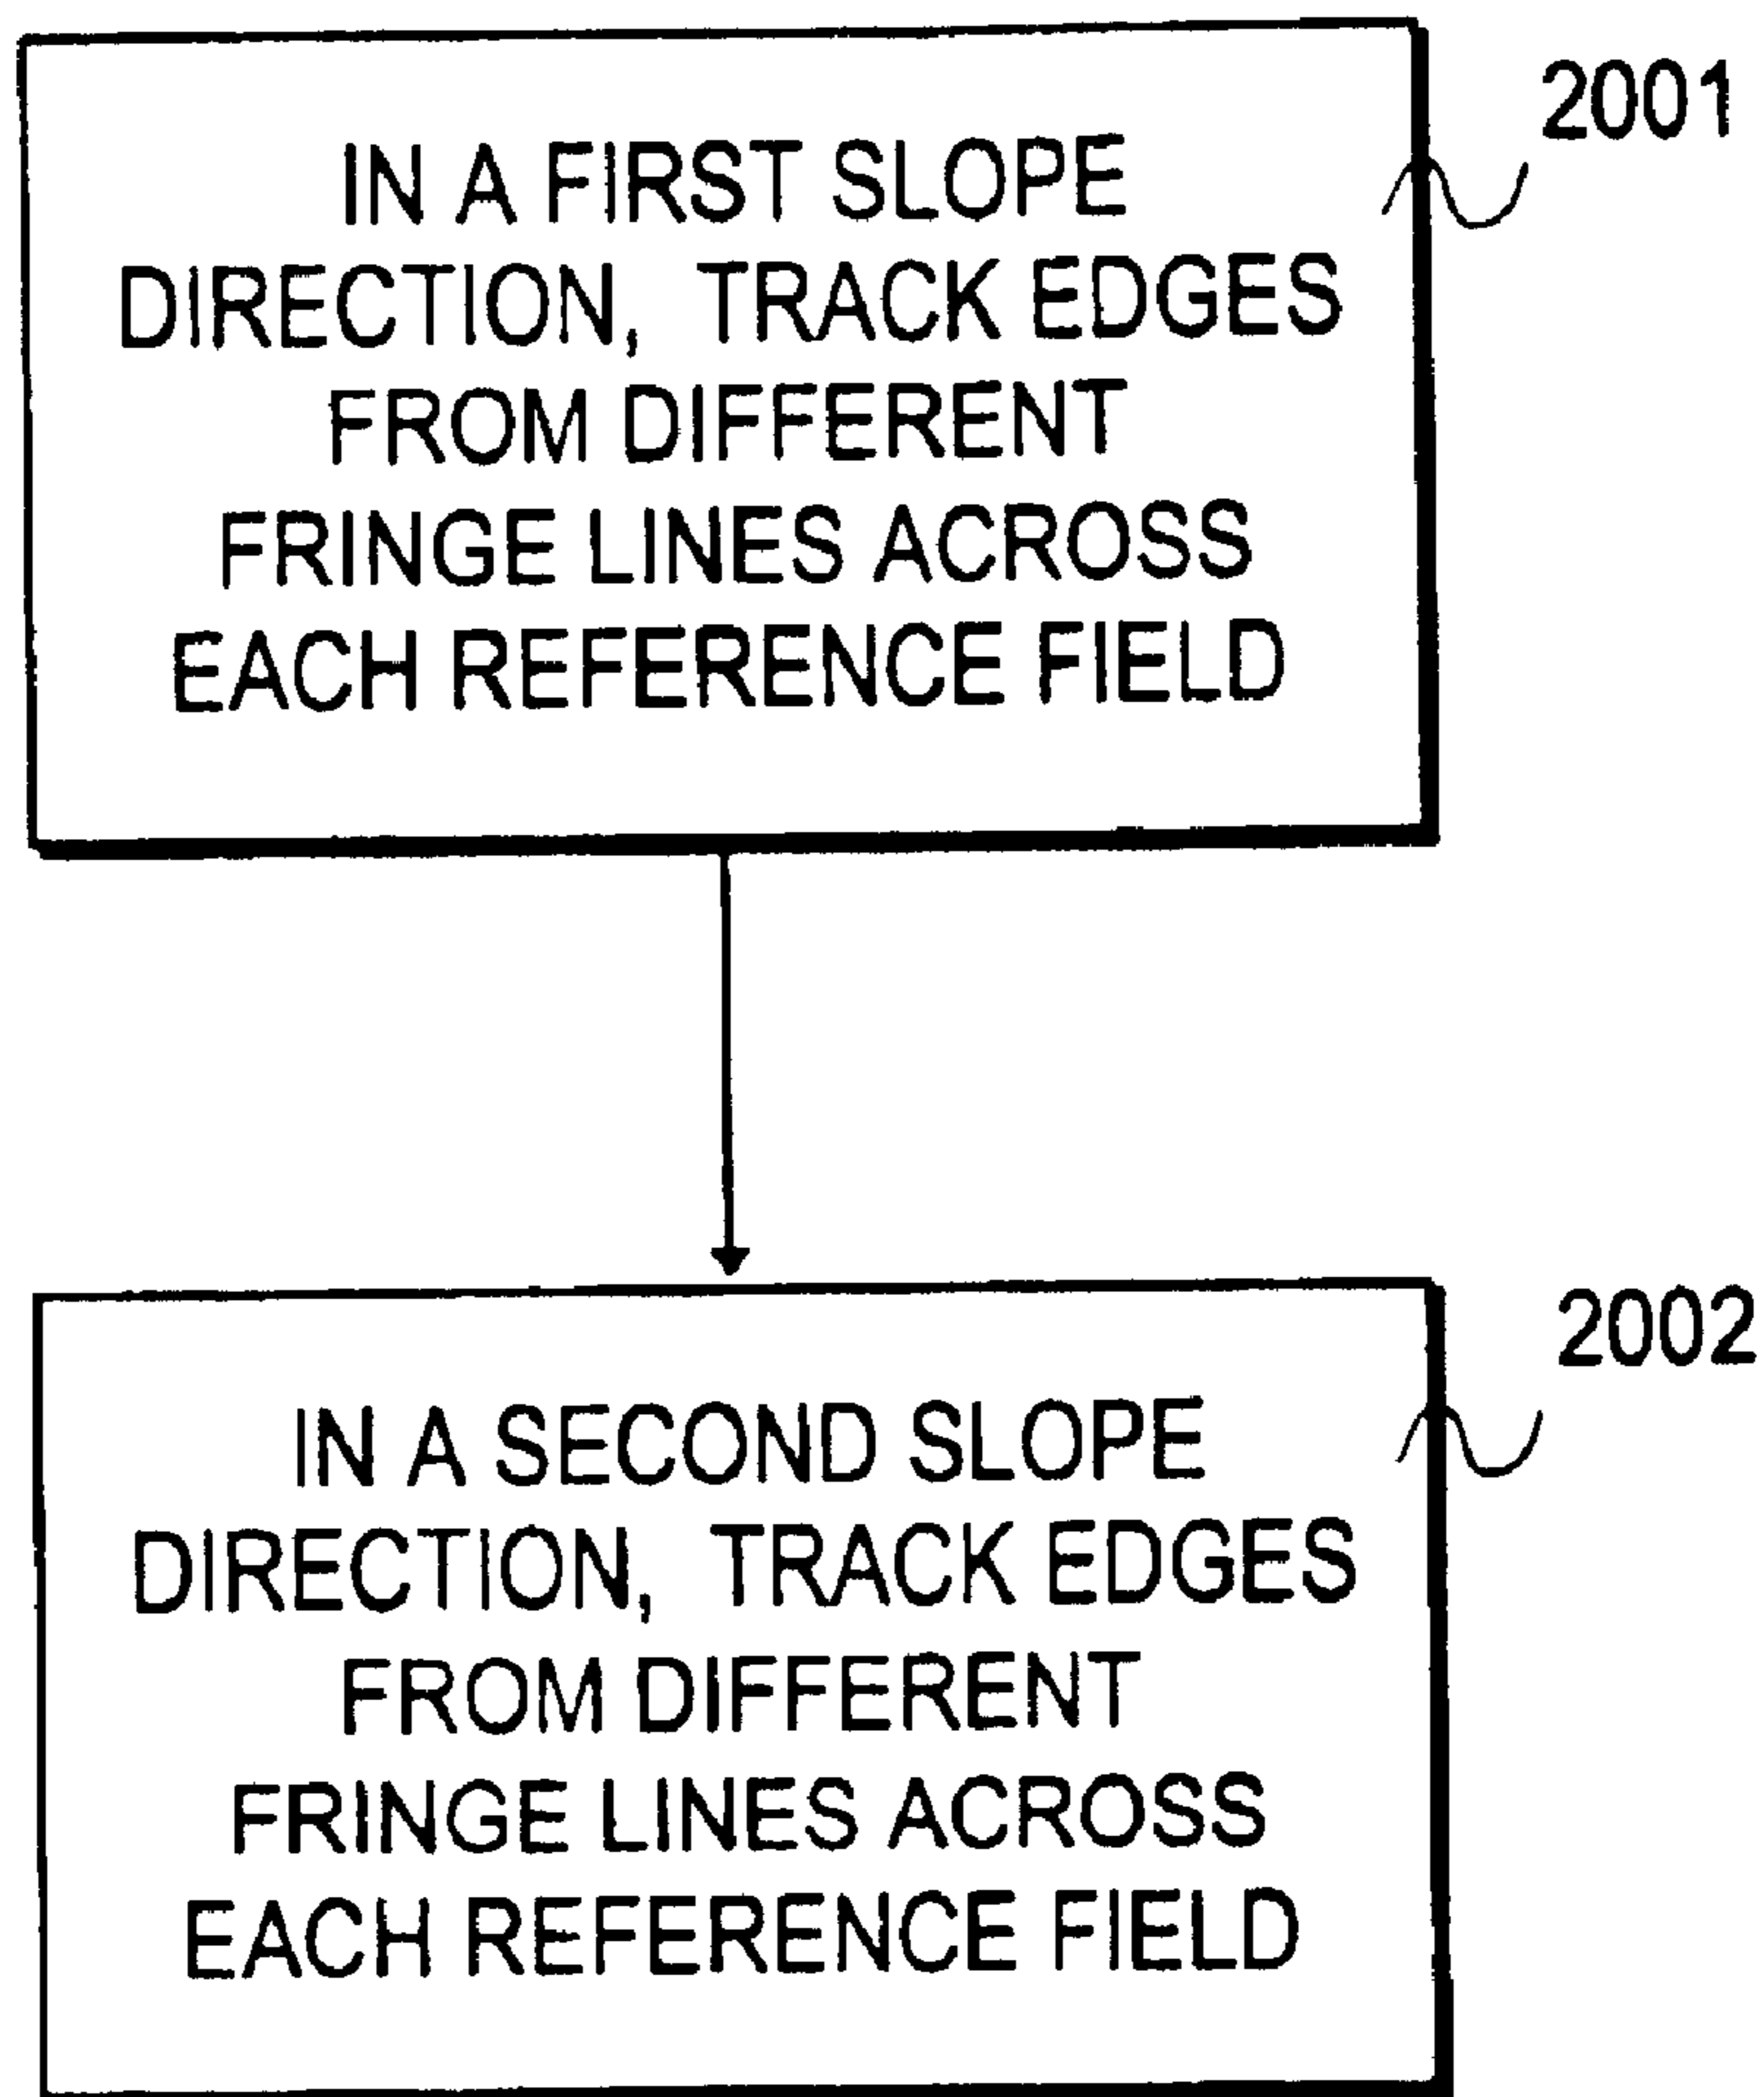 2001
IN A FIRST SLOPE
DIRECTION, TRACK EDGES
FROM DIFFERENT
FRINGE LINES ACROSS
EACH REFERENCE FIELD
2002
IN A SECOND SLOPE
DIRECTION, TRACK EDGES
FROM DIFFERENT
FRINGE LINES ACROSS
EACH REFERENCE FIELD